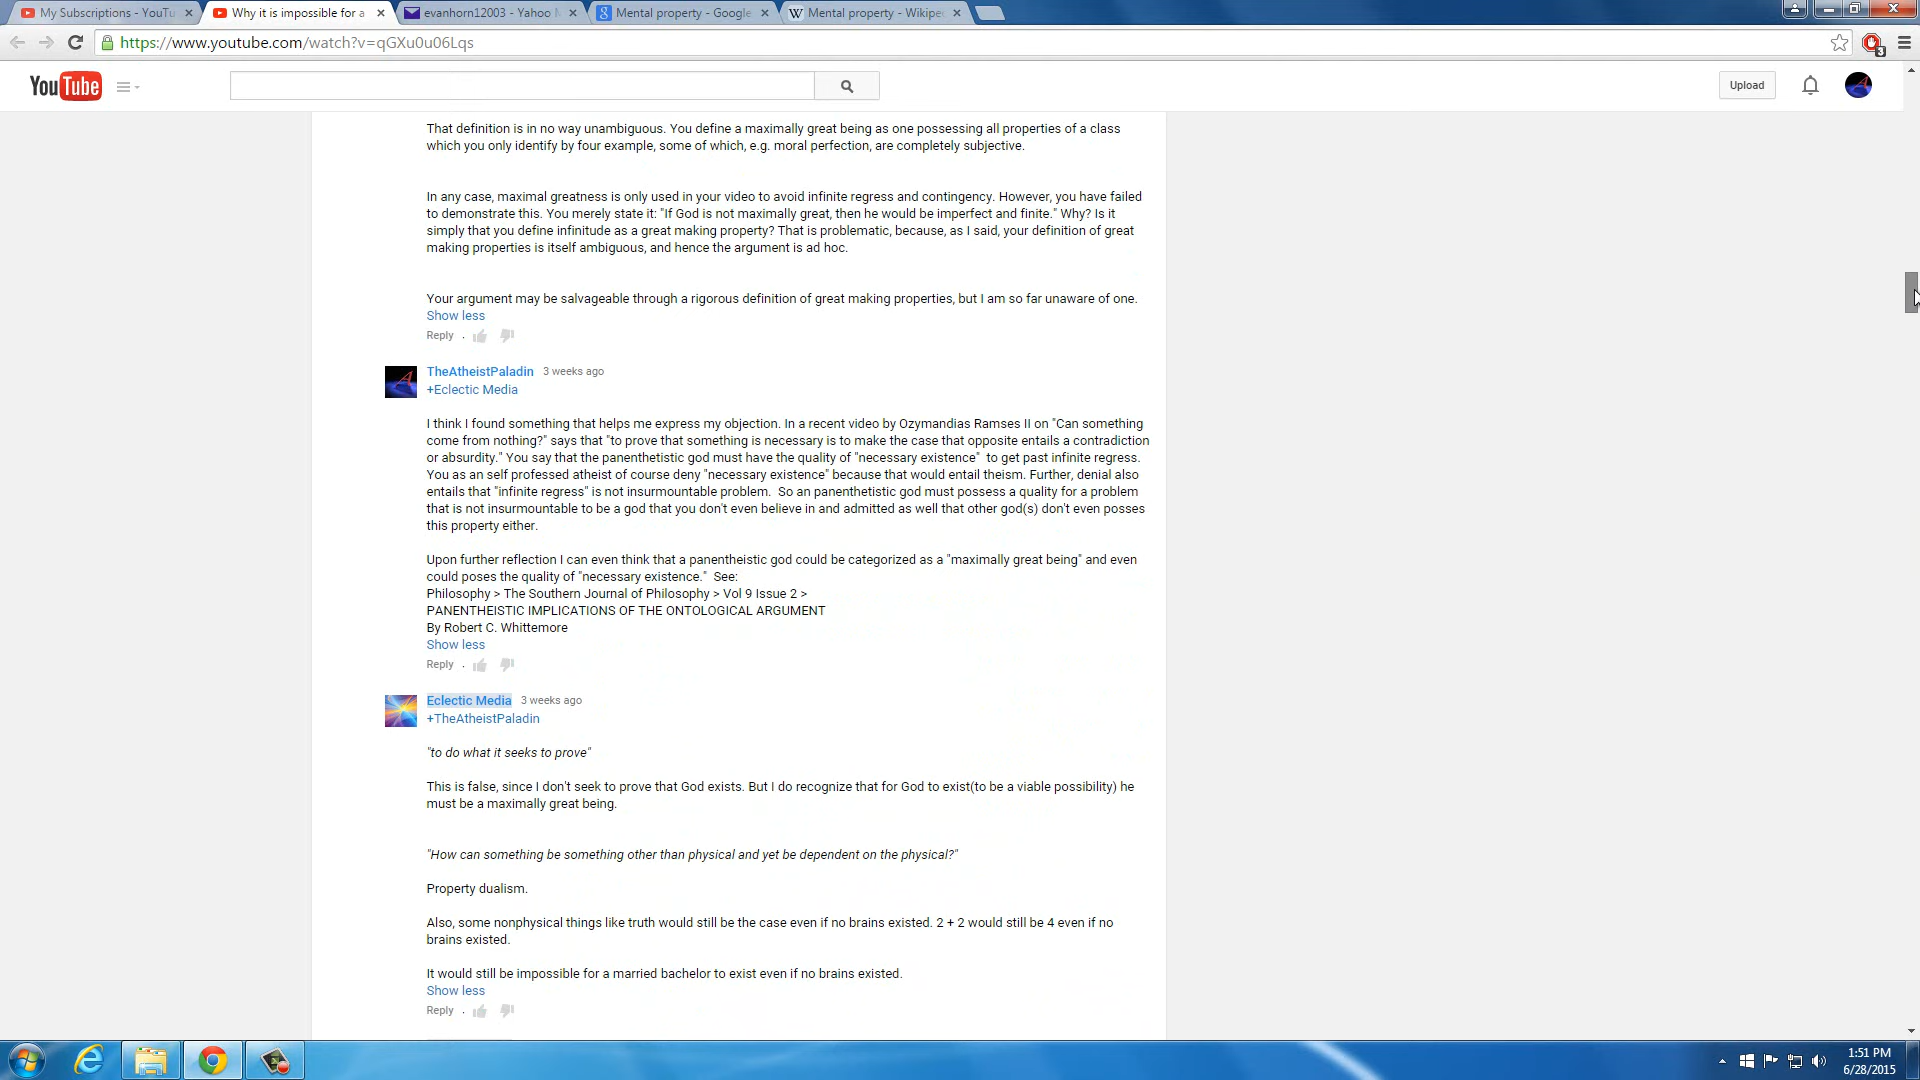 My Subscriptions - YouTu
Why it is impossible for a
evanhorn12003 - Yahoo M
Mental property - Google
Mental property - Wikipe
https://www.youtube.com/watch?v=qGXu0u06Lqs
3
YouTube
Upload
That definition is in no way unambiguous. You define a maximally great being as one possessing all properties of a class
which you only identify by four example, some of which, e.g. moral perfection, are completely subjective.
In any case, maximal greatness is only used in your video to avoid infinite regress and contingency. However, you have failed
to demonstrate this. You merely state it: "If God is not maximally great, then he would be imperfect and finite." Why? Is it
simply that you define infinitude as a great making property? That is problematic, because, as I said, your definition of great
making properties is itself ambiguous, and hence the argument is ad hoc.
Your argument may be salvageable through a rigorous definition of great making properties, but I am so far unaware of one.
Show less
Reply .
TheAtheistPaladin 3 weeks ago
+Eclectic Media
I think I found something that helps me express my objection. In a recent video by Ozymandias Ramses II on "Can something
come from nothing?" says that "to prove that something is necessary is to make the case that opposite entails a contradiction
or absurdity." You say that the panenthetistic god must have the quality of "necessary existence" to get past infinite regress.
You as an self professed atheist of course deny "necessary existence" because that would entail theism. Further, denial also
entails that "infinite regress" is not insurmountable problem. So an panenthetistic god must possess a quality for a problem
that is not insurmountable to be a god that you don't even believe in and admitted as well that other god(s) don't even posses
this property either.
Upon further reflection I can even think that a panentheistic god could be categorized as a "maximally great being" and even
could poses the quality of "necessary existence." See:
Philosophy > The Southern Journal of Philosophy > Vol 9 Issue 2 >
PANENTHEISTIC IMPLICATIONS OF THE ONTOLOGICAL ARGUMENT
By Robert C. Whittemore
Show less
Reply .
Eclectic Media 3 weeks ago
+TheAtheistPaladin
"to do what it seeks to prove"
This is false, since I don't seek to prove that God exists. But I do recognize that for God to exist(to be a viable possibility) he
must be a maximally great being.
"How can something be something other than physical and yet be dependent on the physical?"
Property dualism.
Also, some nonphysical things like truth would still be the case even if no brains existed. 2 + 2 would still be 4 even if no
brains existed.
It would still be impossible for a married bachelor to exist even if no brains existed.
Show less
Reply .
1:51 PM
6/28/2015